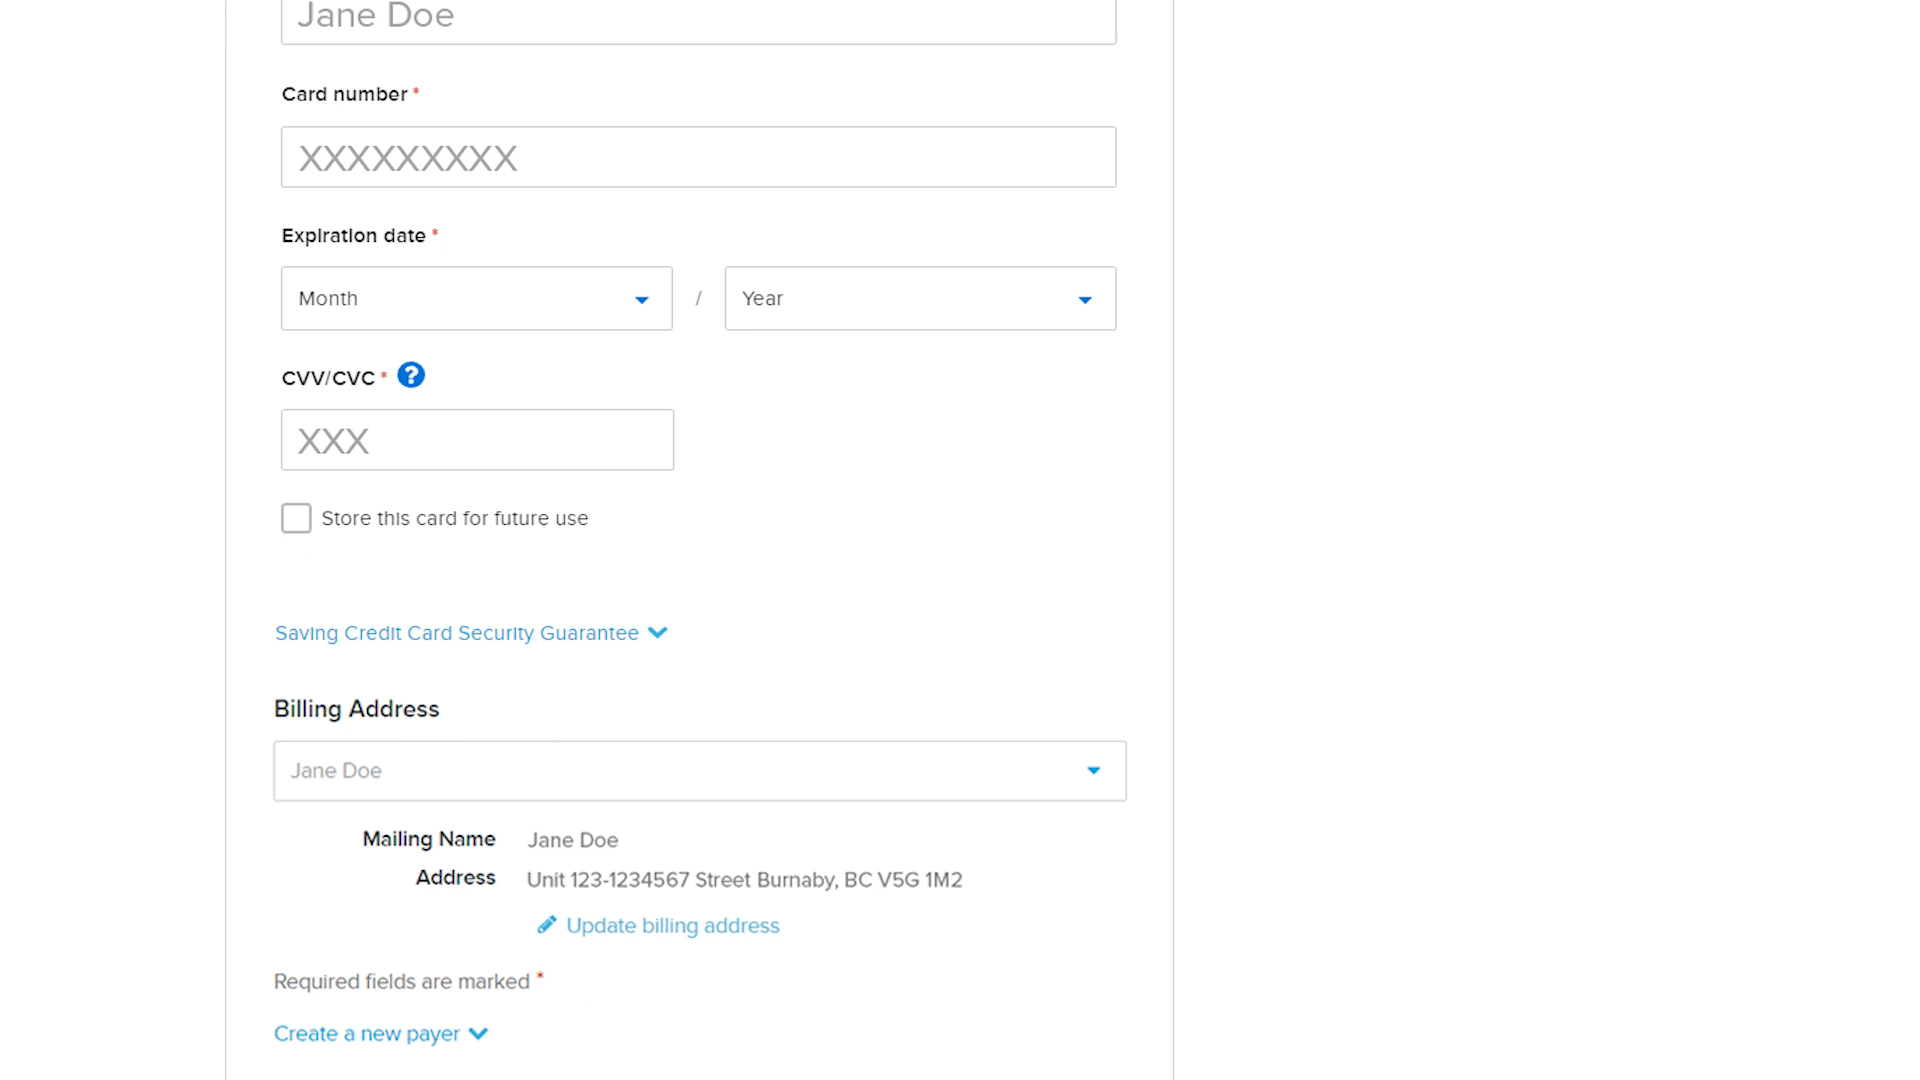 Jane Doe
Card number *
XXXXXXXXX
Expiration date *
Month / Year
CVV/CVC * ?
XXX
Store this card for future use
Saving Credit Card Security Guarantee
Billing Address
Jane Doe
Mailing Name Jane Doe
Address Unit 123-1234567 Street Burnaby, BC V5G 1M2
Update billing address
Required fields are marked *
Create a new payer